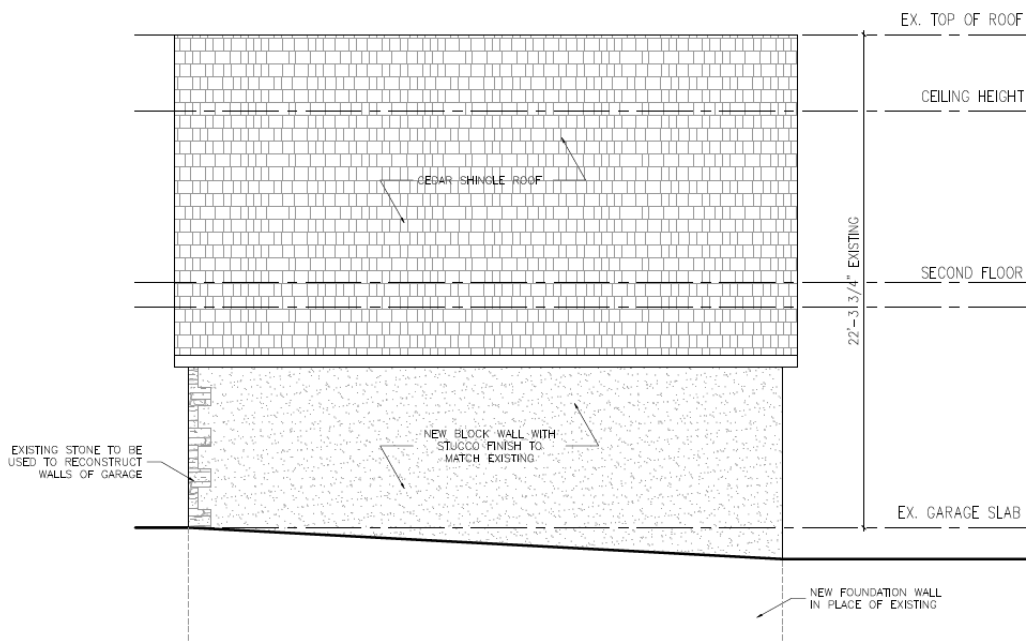 EX. TOP OF ROOF
CEILING HEIGHT
CEDAR SHINGLE ROOF
SECOND FLOOR
22'-3 3/4" EXISTING
NEW BLOCK WALL WITH
STUCCO FINISH TO
MATCH EXISTING
EXISTING STONE TO BE
USED TO RECONSTRUCT
WALLS OF GARAGE
EX. GARAGE SLAB
NEW FOUNDATION WALL
IN PLACE OF EXISTING